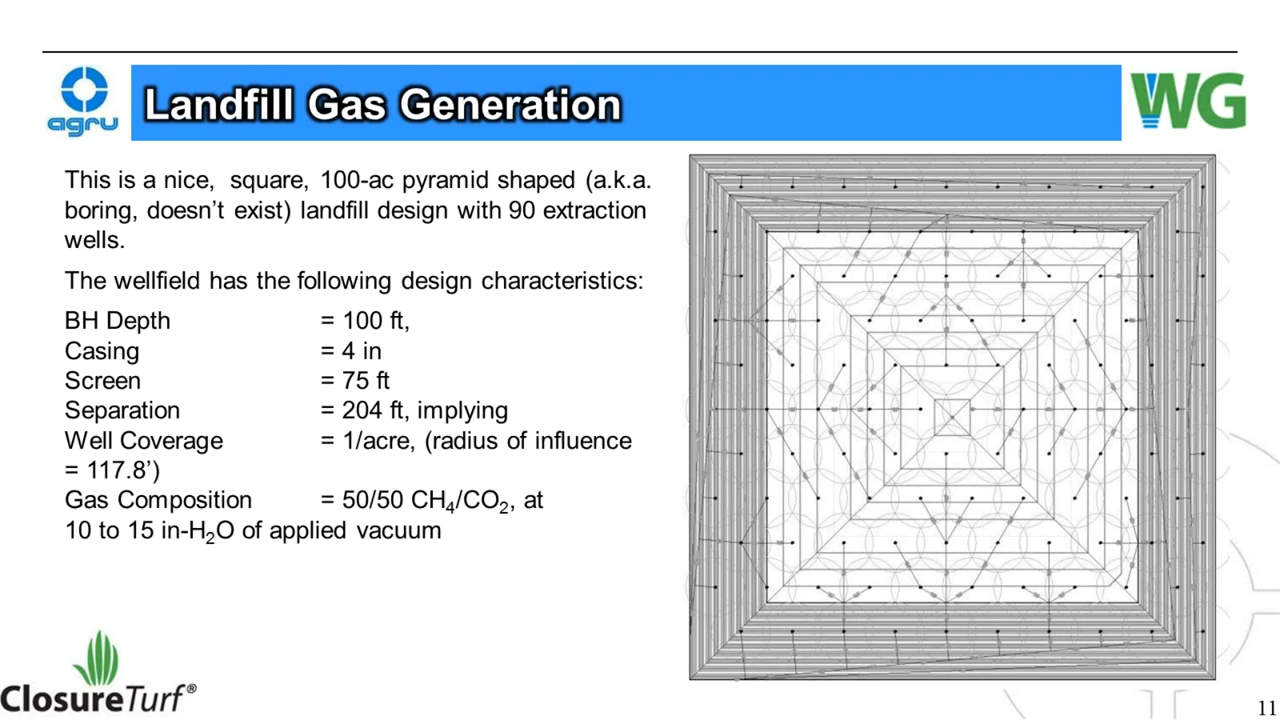 agru
Landfill Gas Generation
WG
This is a nice, square, 100-ac pyramid shaped (a.k.a.
boring, doesn’t exist) landfill design with 90 extraction
wells.
The wellfield has the following design characteristics:
BH Depth = 100 ft,
Casing = 4 in
Screen = 75 ft
Separation = 204 ft, implying
Well Coverage = 1/acre, (radius of influence
= 117.8’)
Gas Composition = 50/50 CH₄/CO₂, at
10 to 15 in-H₂O of applied vacuum
ClosureTurf®
11